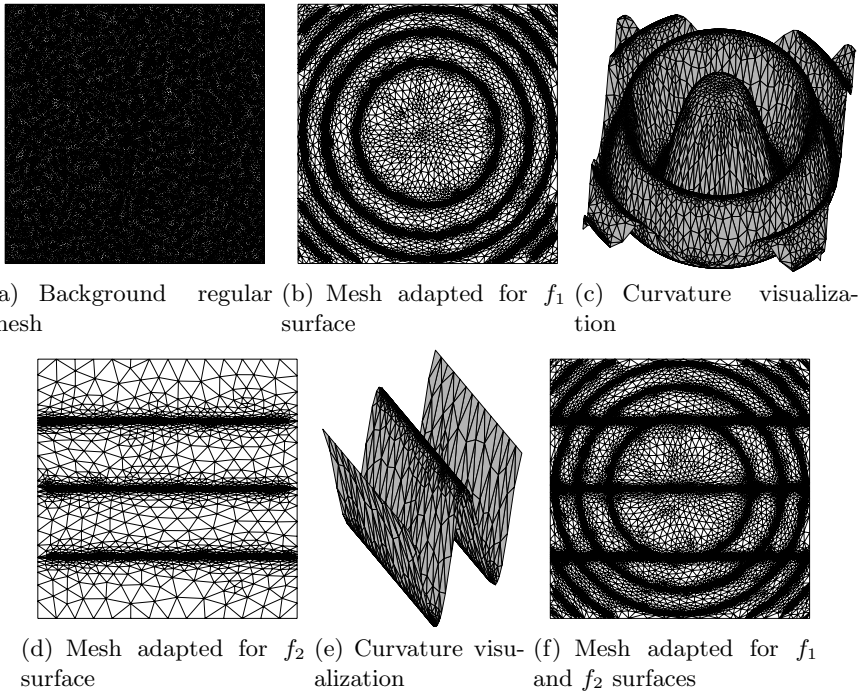 a) Background regular
mesh
(b) Mesh adapted for f₁
surface
(c) Curvature visualiza-
tion
(d) Mesh adapted for f₂
surface
(e) Curvature visu-
alization
(f) Mesh adapted for f₁
and f₂ surfaces